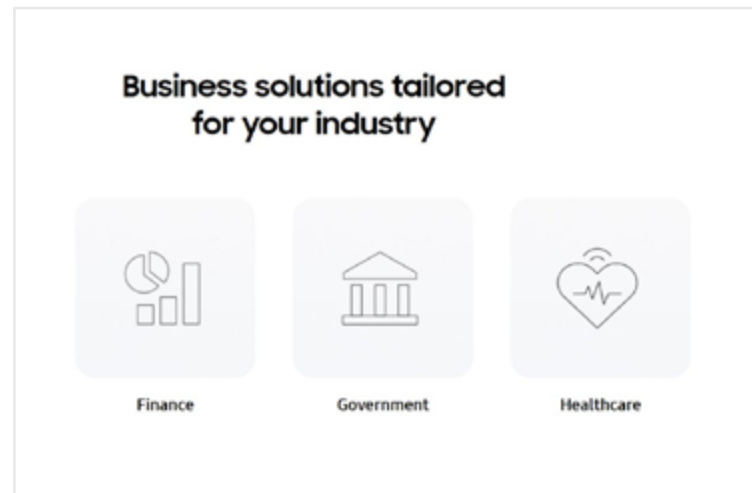 Business solutions tailored
for your industry
Finance
Government
Healthcare